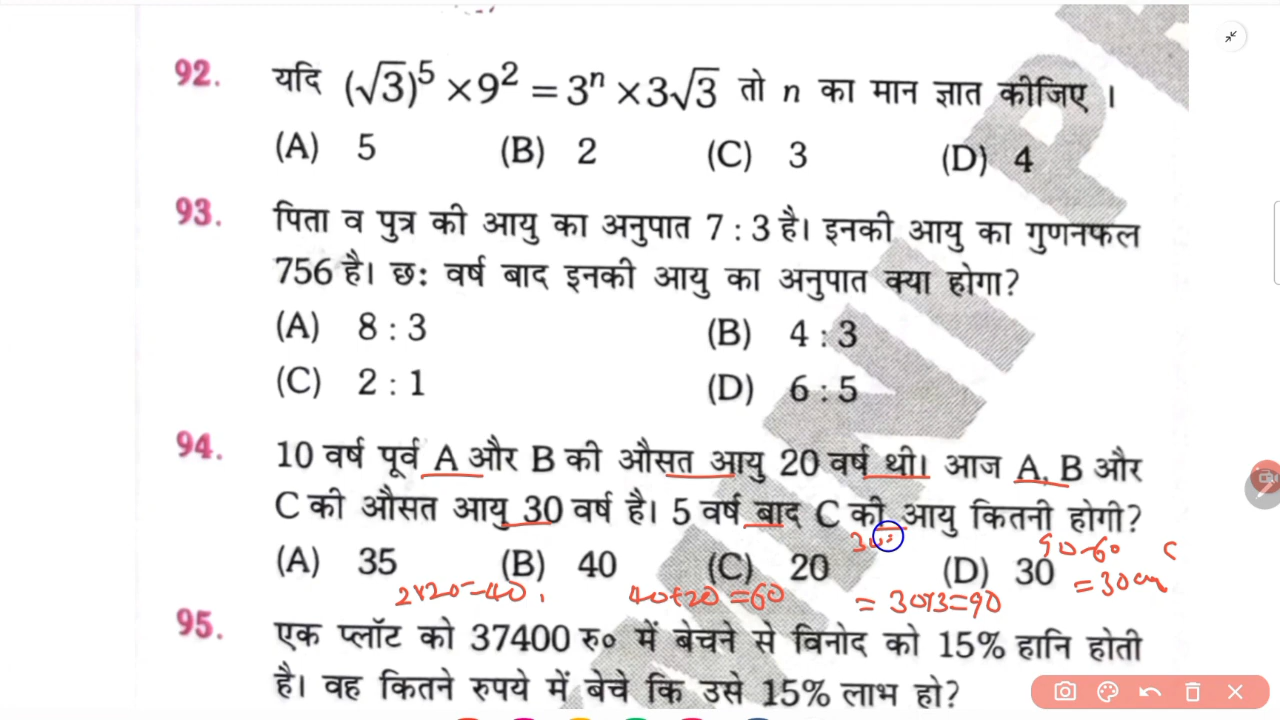 92. यदि (√3)⁵ ×9² = 3ⁿ ×3√3 तो n का मान ज्ञात कीजिए ।
(A) 5 (B) 2 (C) 3 (D) 4
93. पिता व पुत्र की आयु का अनुपात 7 : 3 है। इनकी आयु का गुणनफल
756 है। छः वर्ष बाद इनकी आयु का अनुपात क्या होगा?
(A) 8 : 3 (B) 4 : 3
(C) 2 : 1 (D) 6 : 5
94. 10 वर्ष पूर्व A और B की औसत आयु 20 वर्ष थी। आज A, B और
C की औसत आयु 30 वर्ष है। 5 वर्ष बाद C की आयु कितनी होगी?
90-60
(A) 35 (B) 40 (C) 20 (D) 30
2×20=40, 40+20=60 = 30×3=90
95. एक प्लॉट को 37400 रु० में बेचने से विनोद को 15% हानि होती
है। वह कितने रुपये में बेचे कि उसे 15% लाभ हो?